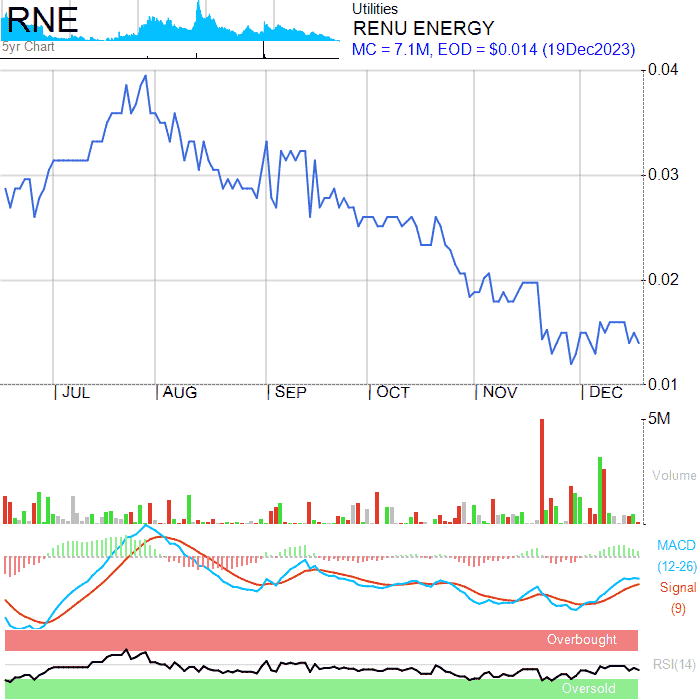 RNE
5yr Chart
Utilities
RENU ENERGY
MC = 7.1M, EOD = $0.014 (19Dec2023)
0.04
0.03
0.02
0.01
JUL AUG SEP OCT NOV DEC
5M
Volume
MACD
(12-26)
Signal
(9)
Overbought
RSI(14)
Oversold